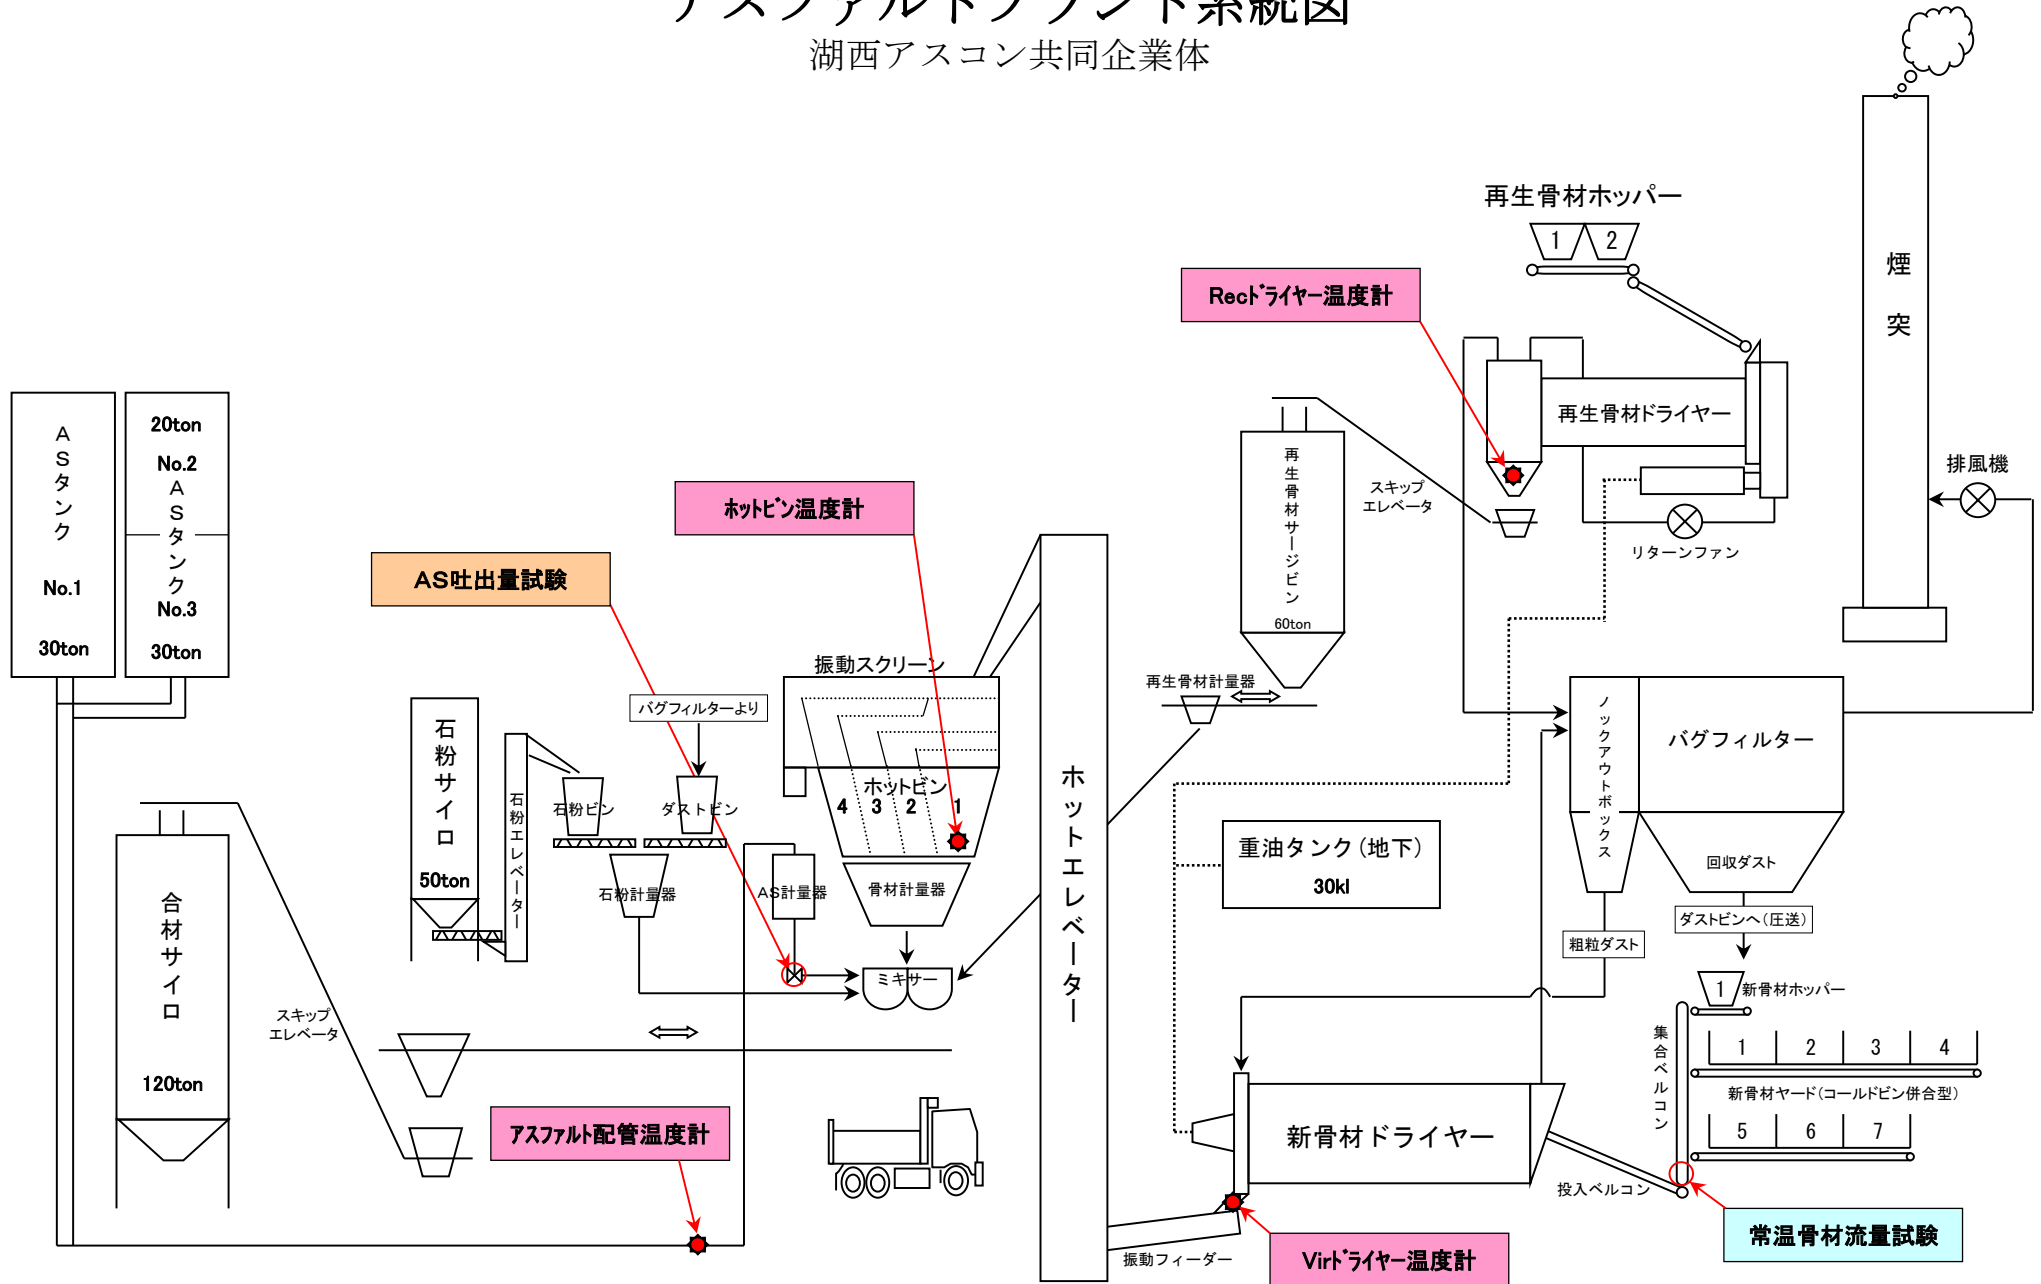 アスファルトプラント系統図
湖西アスコン共同企業体
再生骨材ホッパー
1
2
煙突
Recﾄﾞﾗｲﾔｰ温度計
再生骨材ドライヤー
排風機
リターンファン
スキップ
エレベータ
再生骨材サージビン
60ton
再生骨材計量器
ASタンク
No.1
30ton
20ton
No.2
ASタンク
No.3
30ton
ホットﾋﾞﾝ温度計
AS吐出量試験
振動スクリーン
バグフィルターより
石粉サイロ
50ton
石粉エレベーター
石粉ビン
ダストビン
ホットビン
4
3
2
1
石粉計量器
AS計量器
骨材計量器
ミキサー
ホットエレベーター
合材サイロ
120ton
スキップ
エレベータ
アスファルト配管温度計
重油タンク(地下)
30kl
ノックアウトボックス
バグフィルター
回収ダスト
粗粒ダスト
ダストビンへ(圧送)
1
新骨材ホッパー
集合ベルコン
1
2
3
4
新骨材ヤード(コールドビン併合型)
5
6
7
新骨材ドライヤー
投入ベルコン
振動フィーダー
Virﾄﾞﾗｲﾔｰ温度計
常温骨材流量試験